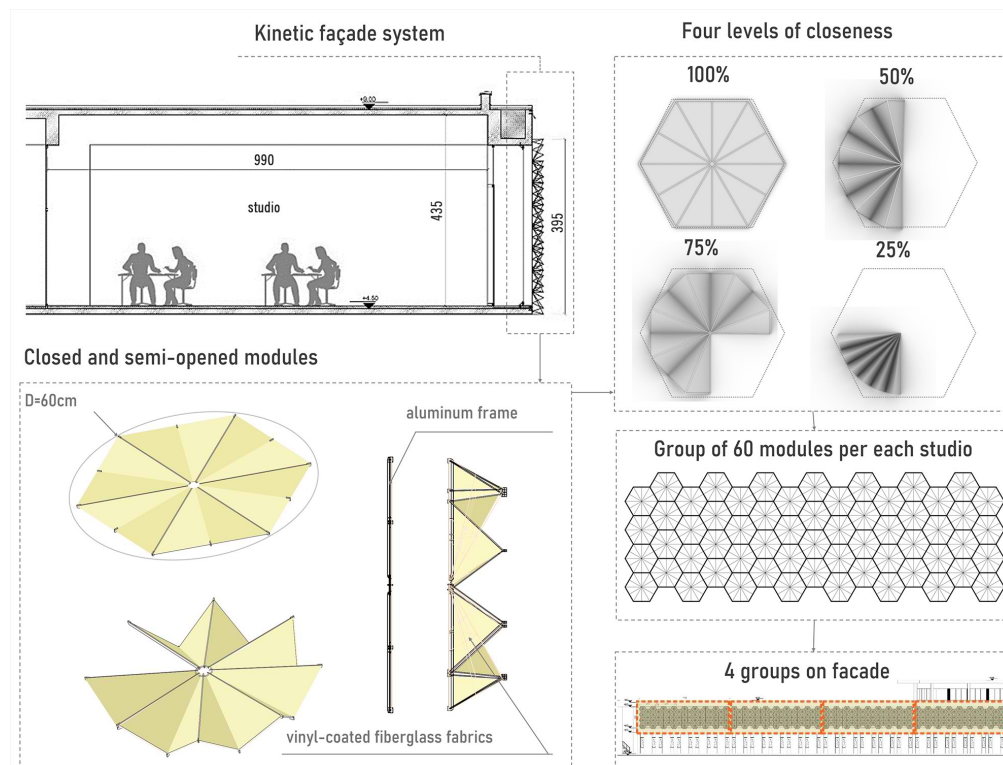 Kinetic façade system
+9.00
990
studio
435
395
+4.50
Four levels of closeness
100%
50%
75%
25%
Closed and semi-opened modules
D=60cm
aluminum frame
vinyl-coated fiberglass fabrics
Group of 60 modules per each studio
4 groups on facade